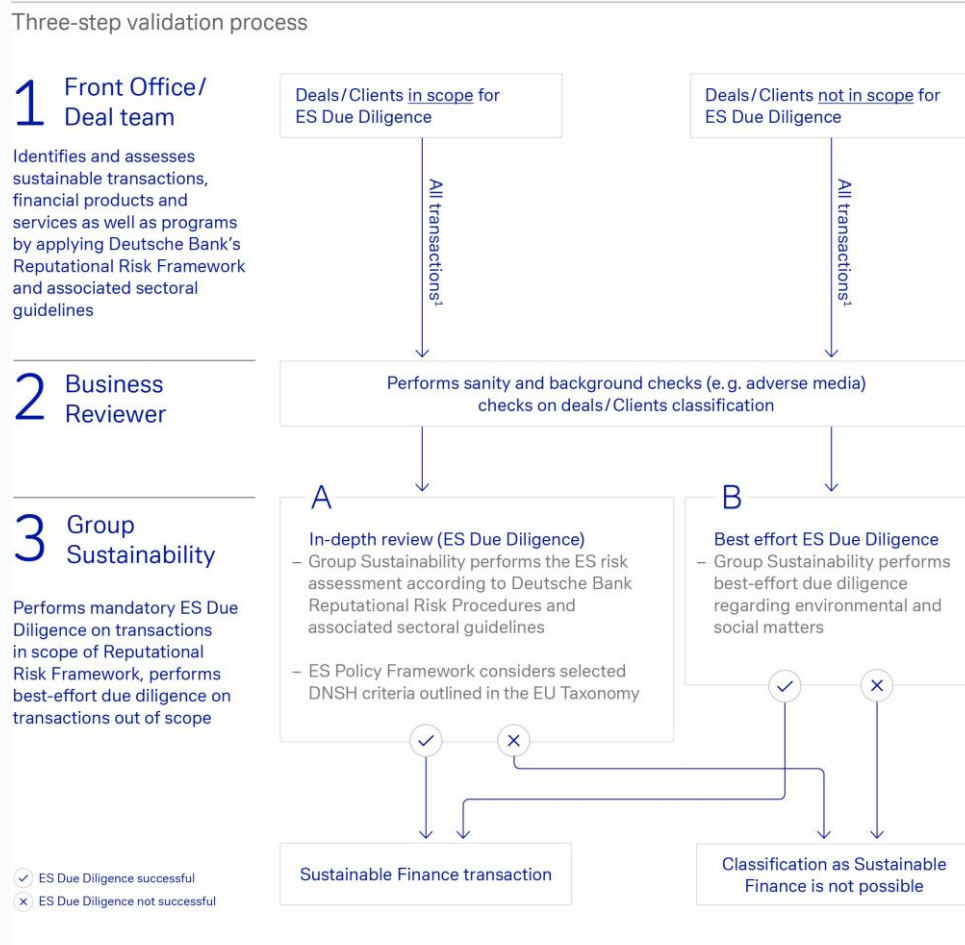 Three-step validation process
1 Front Office/
Deal team
Identifies and assesses
sustainable transactions,
financial products and
services as well as programs
by applying Deutsche Bank's
Reputational Risk Framework
and associated sectoral
guidelines
Deals/Clients in scope for
ES Due Diligence
Deals/Clients not in scope for
ES Due Diligence
All transactions¹
All transactions¹
2 Business
Reviewer
Performs sanity and background checks (e.g. adverse media)
checks on deals/Clients classification
3 Group
Sustainability
Performs mandatory ES Due
Diligence on transactions
in scope of Reputational
Risk Framework, performs
best-effort due diligence on
transactions out of scope
A
In-depth review (ES Due Diligence)
– Group Sustainability performs the ES risk
assessment according to Deutsche Bank
Reputational Risk Procedures and
associated sectoral guidelines
– ES Policy Framework considers selected
DNSH criteria outlined in the EU Taxonomy
B
Best effort ES Due Diligence
– Group Sustainability performs
best-effort due diligence
regarding environmental and
social matters
Sustainable Finance transaction
Classification as Sustainable
Finance is not possible
ES Due Diligence successful
ES Due Diligence not successful